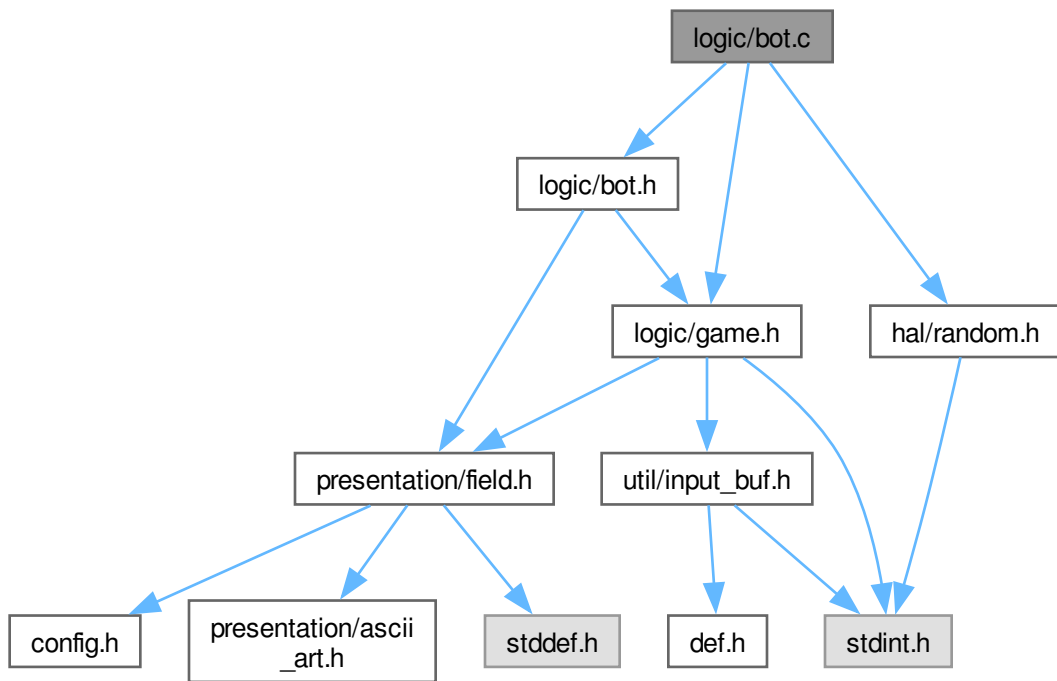 logic/bot.c
logic/bot.h
logic/game.h
hal/random.h
presentation/field.h
util/input_buf.h
config.h
presentation/ascii
_art.h
stddef.h
def.h
stdint.h